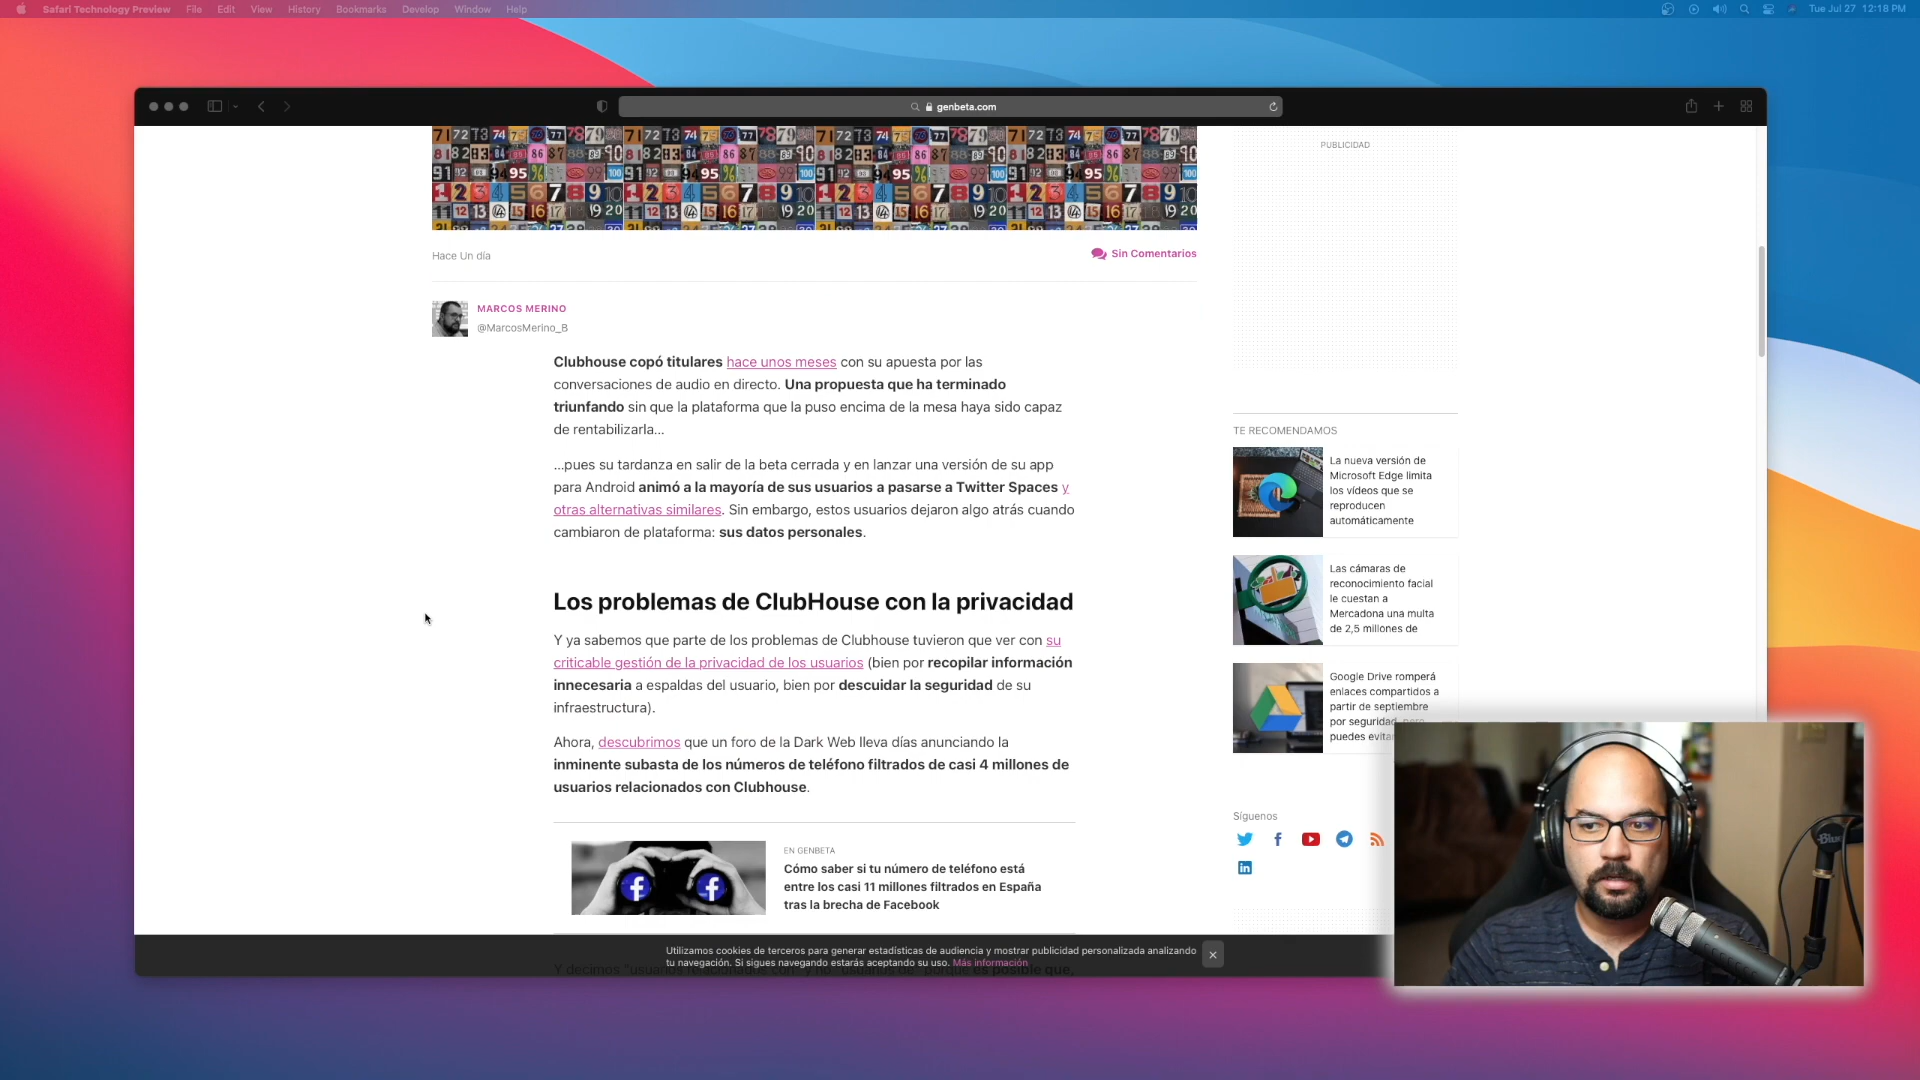 Safari Technology Preview File Edit View History Bookmarks Develop Window Help
Tue Jul 27 12:18 PM
genbeta.com
Hace Un día
Sin Comentarios
MARCOS MERINO
@MarcosMerino_B
Clubhouse copó titulares hace unos meses con su apuesta por las
conversaciones de audio en directo. Una propuesta que ha terminado
triunfando sin que la plataforma que la puso encima de la mesa haya sido capaz
de rentabilizarla...
...pues su tardanza en salir de la beta cerrada y en lanzar una versión de su app
para Android animó a la mayoría de sus usuarios a pasarse a Twitter Spaces y
otras alternativas similares. Sin embargo, estos usuarios dejaron algo atrás cuando
cambiaron de plataforma: sus datos personales.
Los problemas de ClubHouse con la privacidad
Y ya sabemos que parte de los problemas de Clubhouse tuvieron que ver con su
criticable gestión de la privacidad de los usuarios (bien por recopilar información
innecesaria a espaldas del usuario, bien por descuidar la seguridad de su
infraestructura).
Ahora, descubrimos que un foro de la Dark Web lleva días anunciando la
inminente subasta de los números de teléfono filtrados de casi 4 millones de
usuarios relacionados con Clubhouse.
EN GENBETA
Cómo saber si tu número de teléfono está
entre los casi 11 millones filtrados en España
tras la brecha de Facebook
PUBLICIDAD
TE RECOMENDAMOS
La nueva versión de
Microsoft Edge limita
los vídeos que se
reproducen
automáticamente
Las cámaras de
reconocimiento facial
le cuestan a
Mercadona una multa
de 2,5 millones de
Google Drive romperá
enlaces compartidos a
partir de septiembre
por seguridad, pero
puedes evitar
Síguenos
Utilizamos cookies de terceros para generar estadísticas de audiencia y mostrar publicidad personalizada analizando
tu navegación. Si sigues navegando estarás aceptando su uso. Más información
Y decimos "usuarios relacionados con" y no "usuarios de" porque es posible que,